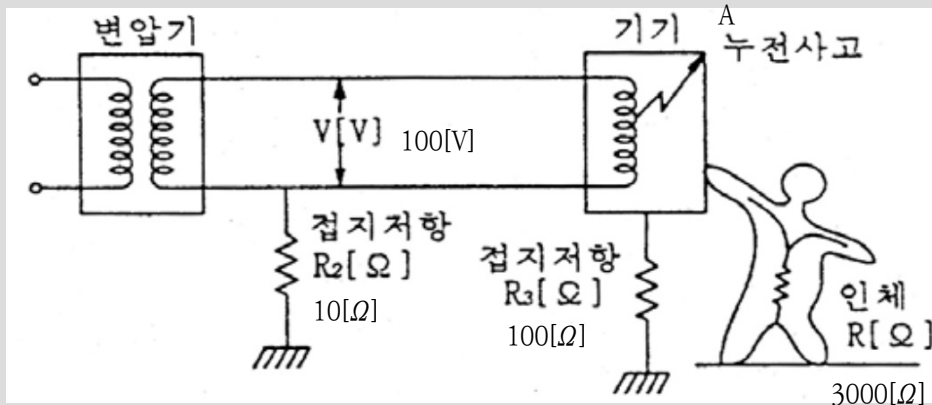 변압기
기기
A
누전사고
V[V] 100[V]
접지저항
R₂[Ω]
10[Ω]
접지저항
R₃[Ω]
100[Ω]
인체
R[Ω]
3000[Ω]